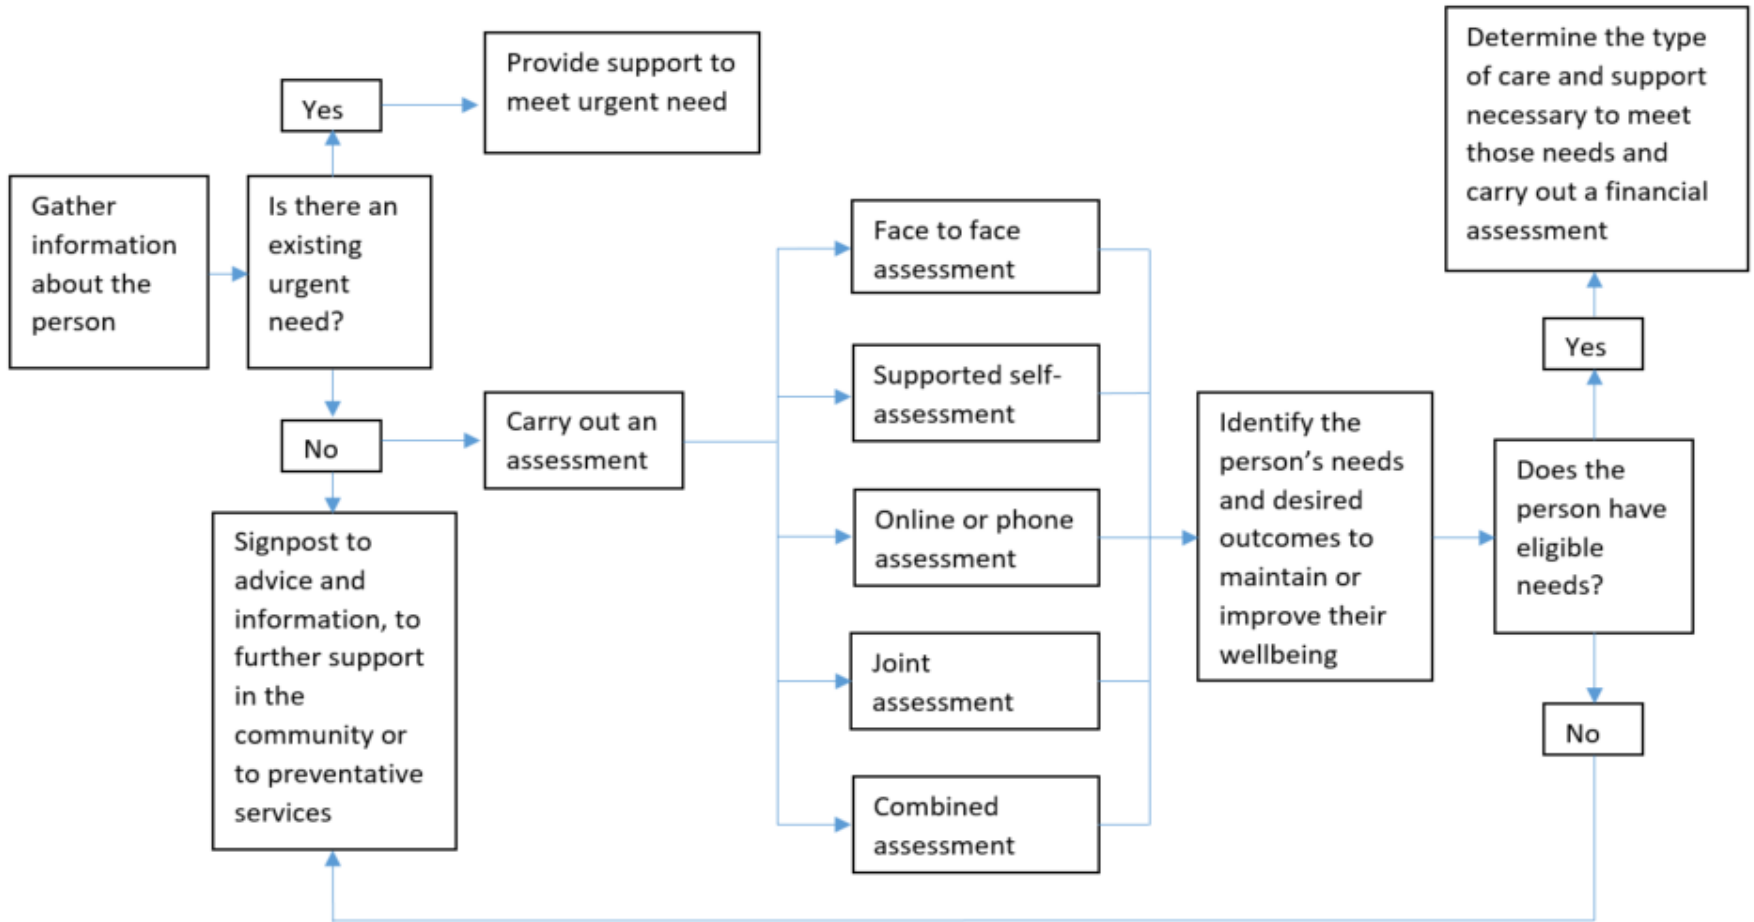 Gather
information
about the
person
Is there an
existing
urgent
need?
Yes
Provide support to
meet urgent need
No
Signpost to
advice and
information, to
further support
in the
community or
to preventative
services
Carry out an
assessment
Face to face
assessment
Supported self-
assessment
Online or phone
assessment
Joint
assessment
Combined
assessment
Identify the
person’s needs
and desired
outcomes to
maintain or
improve their
wellbeing
Does the
person have
eligible
needs?
Yes
Determine the type
of care and support
necessary to meet
those needs and
carry out a financial
assessment
No